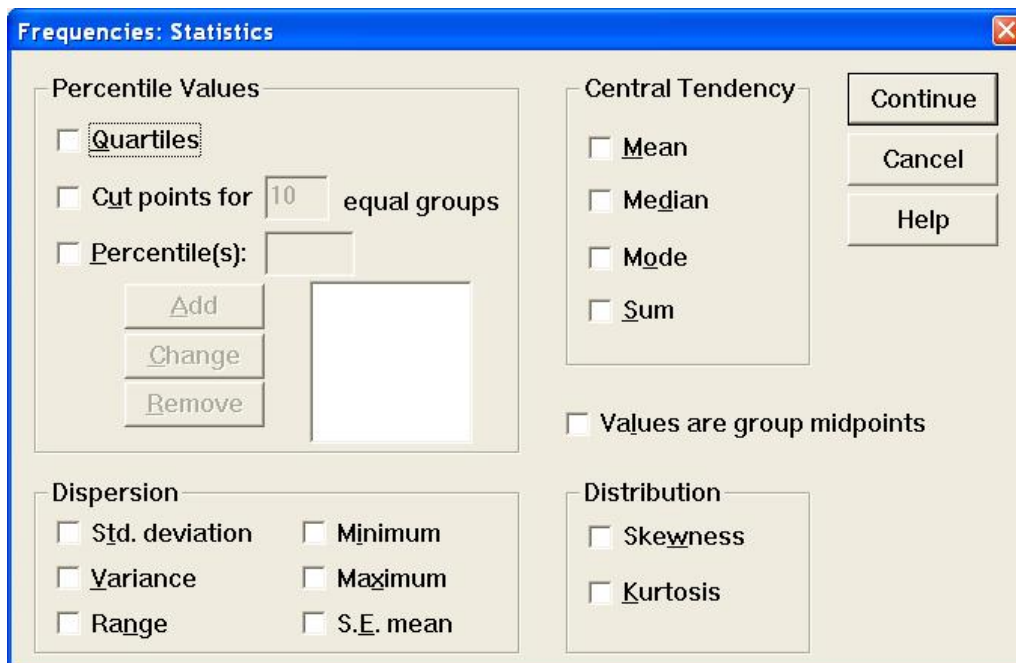 Frequencies: Statistics
Percentile Values
Quartiles
Cut points for 10 equal groups
Percentile(s):
Add
Change
Remove
Central Tendency
Mean
Median
Mode
Sum
Continue
Cancel
Help
Values are group midpoints
Dispersion
Std. deviation
Minimum
Variance
Maximum
Range
S.E. mean
Distribution
Skewness
Kurtosis